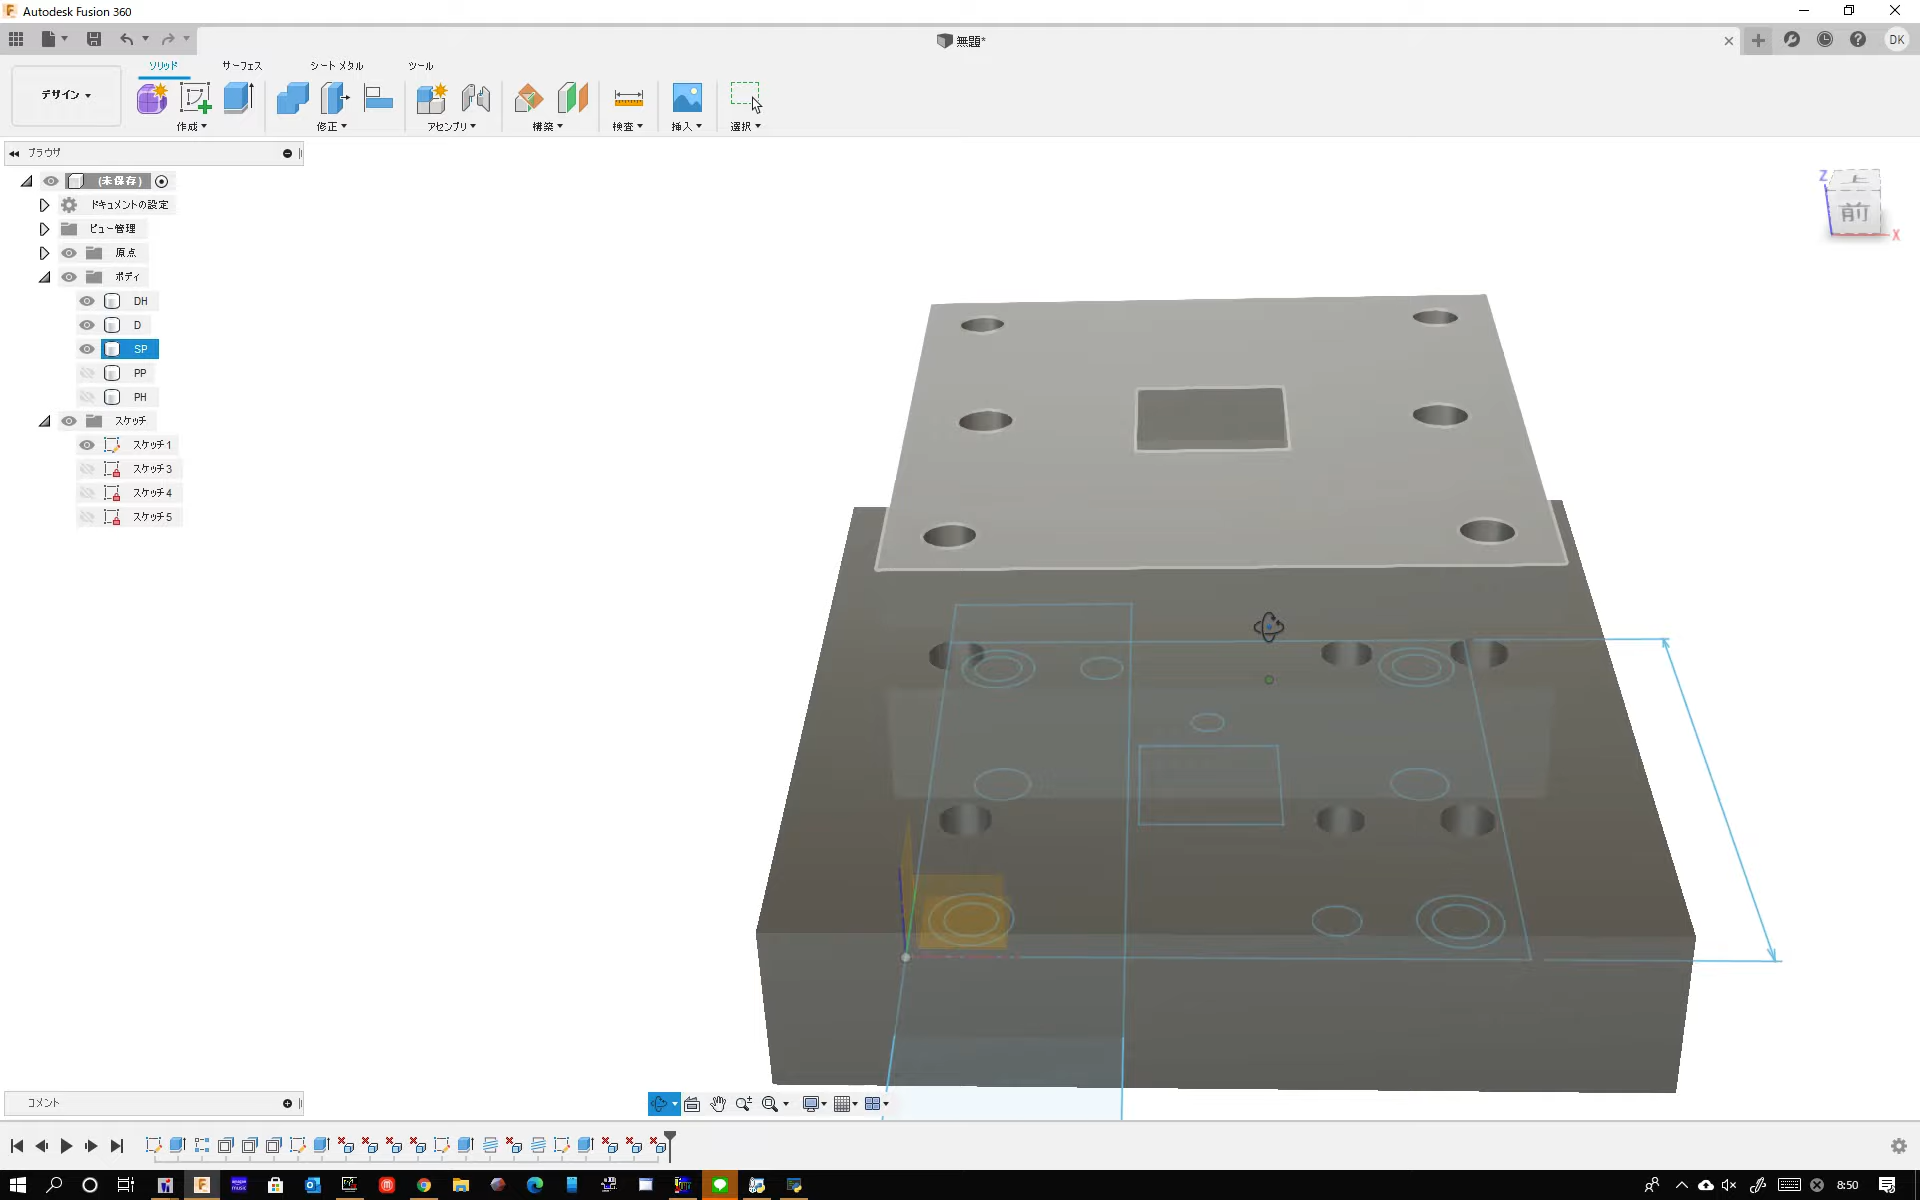 Autodesk Fusion 360
無題*
DK
デザイン
ソリッド
サーフェス
シート メタル
ツール
作成
修正
アセンブリ
構築
検査
挿入
選択
ブラウザ
(未保存)
ドキュメントの設定
ビュー管理
原点
ボディ
DH
D
SP
PP
PH
スケッチ
スケッチ1
スケッチ3
スケッチ4
スケッチ5
Z
上
前
X
コメント
8:50